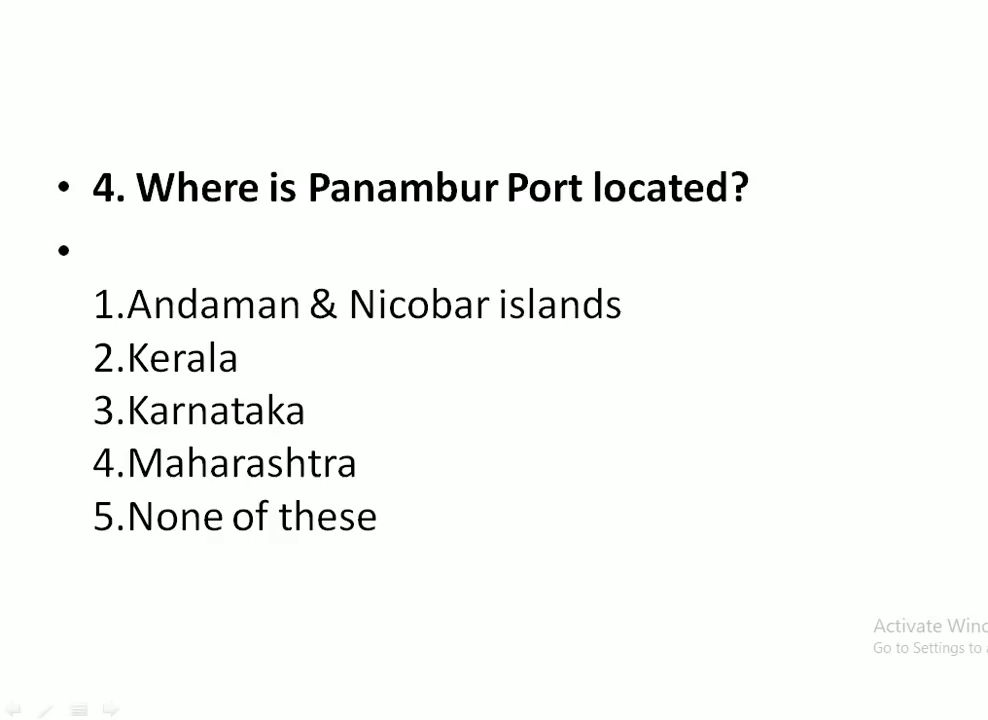 • 4. Where is Panambur Port located?
•
1.Andaman & Nicobar islands
2.Kerala
3.Karnataka
4.Maharashtra
5.None of these
Activate Wind
Go to Settings to